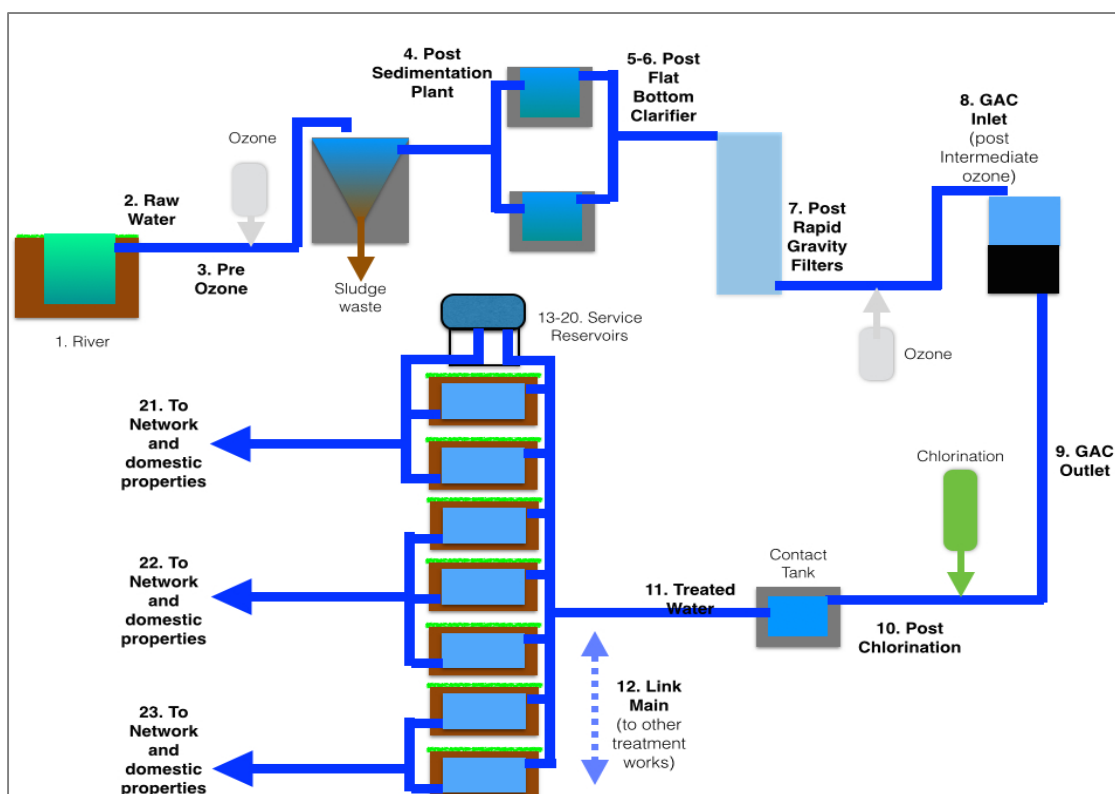 4. Post
Sedimentation
Plant
5-6. Post
Flat
Bottom
Clarifier
8. GAC
Inlet
(post
Intermediate
ozone)
Ozone
2. Raw
Water
7. Post
Rapid
Gravity
Filters
3. Pre
Ozone
Sludge
waste
1. River
13-20. Service
Reservoirs
Ozone
21. To
Network
and
domestic
properties
Chlorination
9. GAC
Outlet
22. To
Network
and
domestic
properties
Contact
Tank
11. Treated
Water
10. Post
Chlorination
12. Link
Main
(to other
treatment
works)
23. To
Network
and
domestic
properties